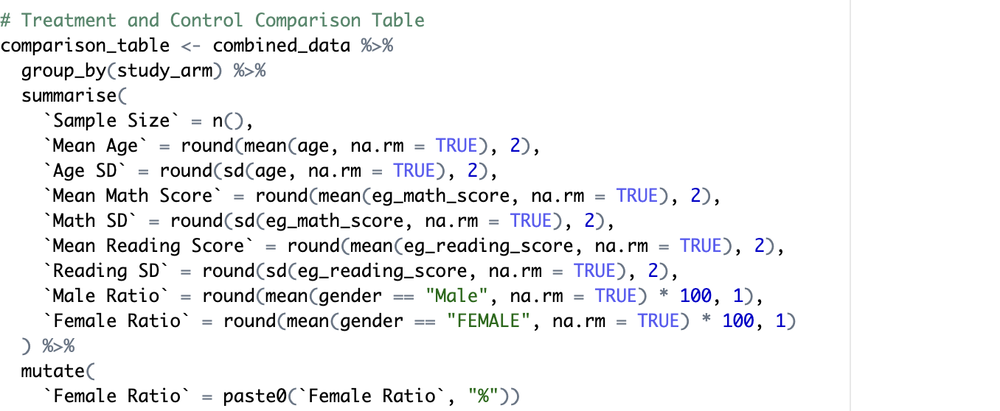 # Treatment and Control Comparison Table
comparison_table <- combined_data %>%
  group_by(study_arm) %>%
  summarise(
    `Sample Size` = n(),
    `Mean Age` = round(mean(age, na.rm = TRUE), 2),
    `Age SD` = round(sd(age, na.rm = TRUE), 2),
    `Mean Math Score` = round(mean(eg_math_score, na.rm = TRUE), 2),
    `Math SD` = round(sd(eg_math_score, na.rm = TRUE), 2),
    `Mean Reading Score` = round(mean(eg_reading_score, na.rm = TRUE), 2),
    `Reading SD` = round(sd(eg_reading_score, na.rm = TRUE), 2),
    `Male Ratio` = round(mean(gender == "Male", na.rm = TRUE) * 100, 1),
    `Female Ratio` = round(mean(gender == "FEMALE", na.rm = TRUE) * 100, 1)
  ) %>%
  mutate(
    `Female Ratio` = paste0(`Female Ratio`, "%"))